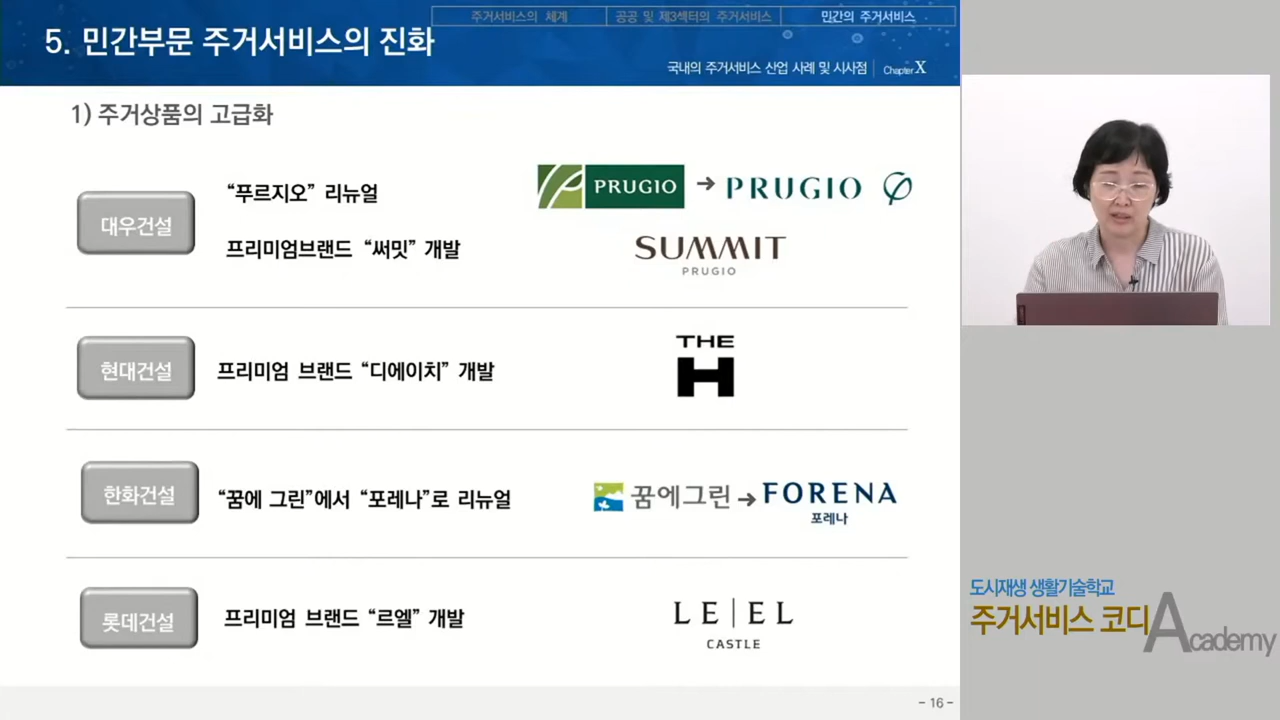 주거서비스의 체계
공공 및 제3섹터의 주거서비스
민간의 주거서비스
5. 민간부문 주거서비스의 진화
국내의 주거서비스 산업 사례 및 시사점
Chapter X
1) 주거상품의 고급화
대우건설
“푸르지오” 리뉴얼
PRUGIO → PRUGIO
프리미엄브랜드 “써밋” 개발
SUMMIT
PRUGIO
현대건설
프리미엄 브랜드 “디에이치” 개발
THE
H
한화건설
“꿈에 그린”에서 “포레나”로 리뉴얼
꿈에그린 → FORENA
포레나
롯데건설
프리미엄 브랜드 “르엘” 개발
LE|EL
CASTLE
- 16 -
도시재생 생활기술학교
주거서비스 코디 Academy